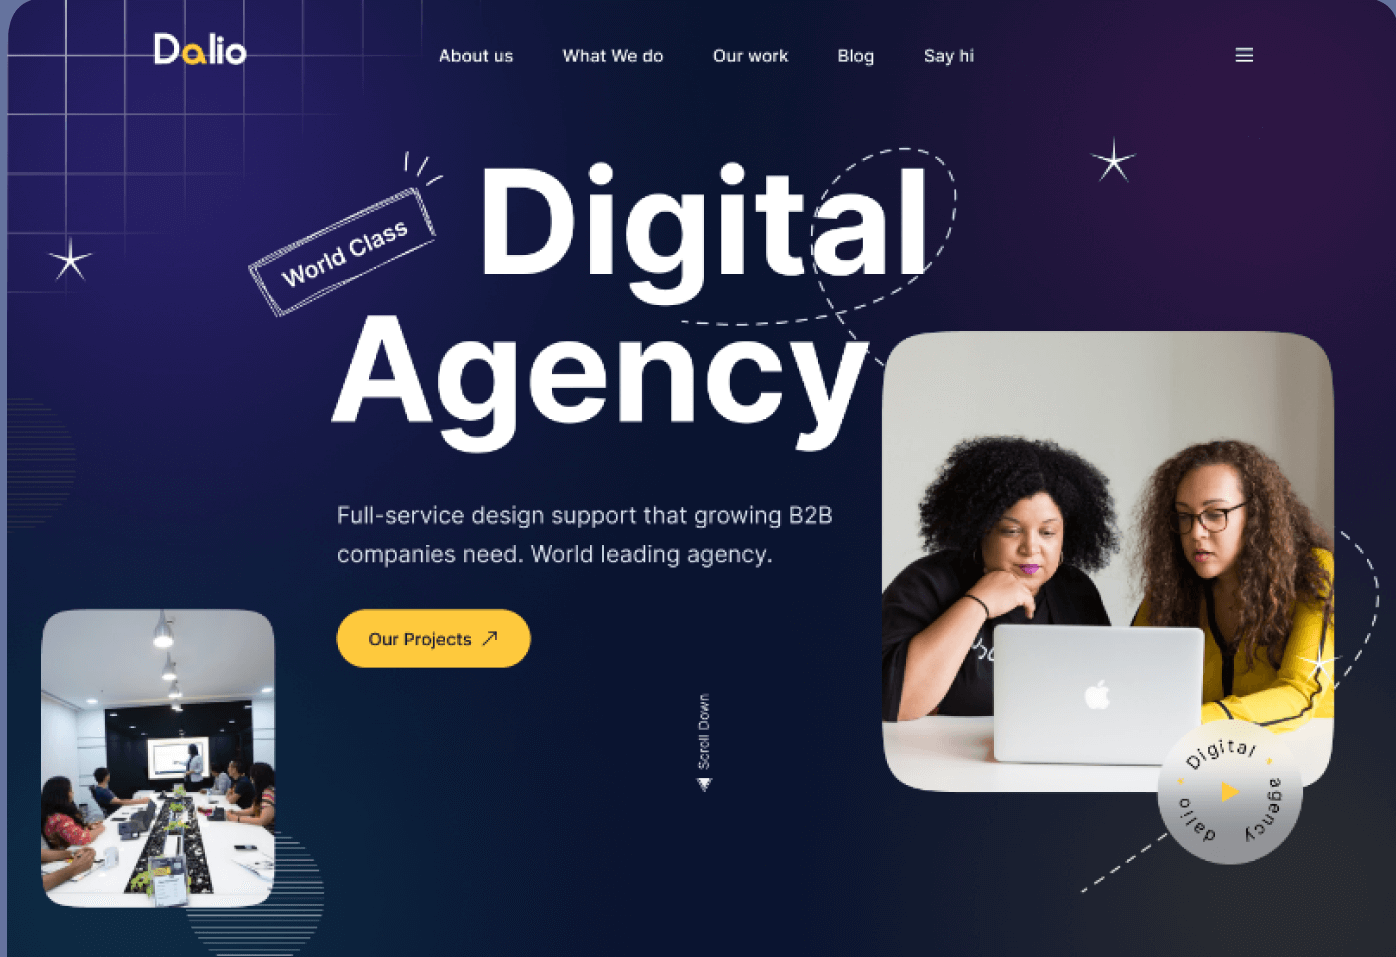 Dalio
About us
What We do
Our work
Blog
Say hi
World Class
Digital
Agency
Full-service design support that growing B2B
companies need. World leading agency.
Our Projects
Scroll Down
Digital agency dalio